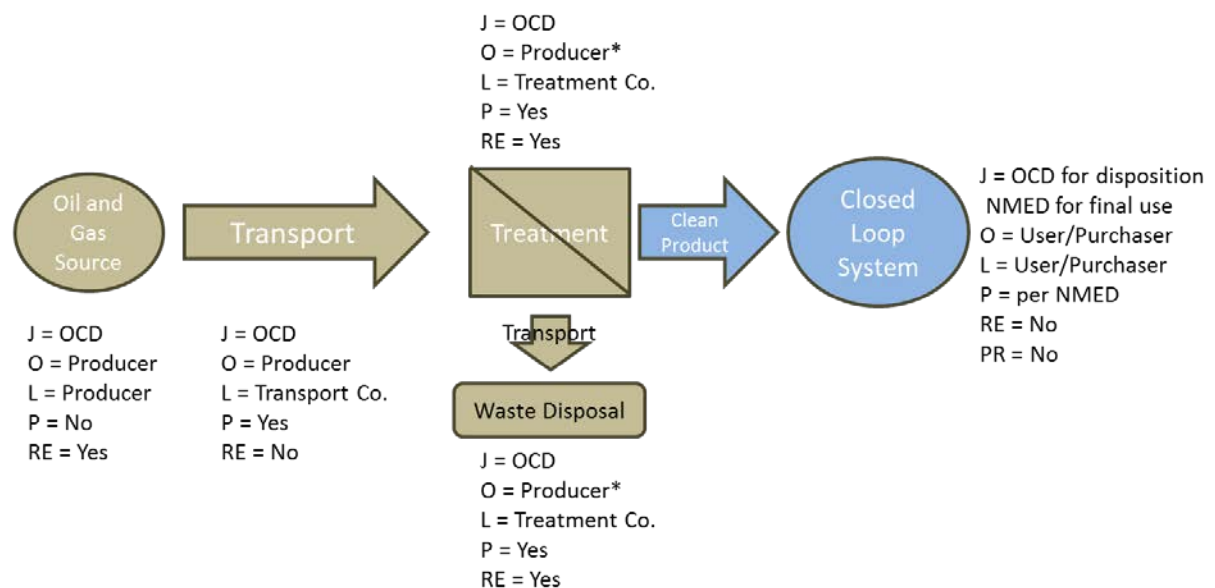 J = OCD
O = Producer*
L = Treatment Co.
P = Yes
RE = Yes
Oil and
Gas
Source
Transport
Treatment
Clean
Product
Closed
Loop
System
J = OCD for disposition
NMED for final use
O = User/Purchaser
L = User/Purchaser
P = per NMED
RE = No
PR = No
J = OCD
O = Producer
L = Producer
P = No
RE = Yes
J = OCD
O = Producer
L = Transport Co.
P = Yes
RE = No
Transport
Waste Disposal
J = OCD
O = Producer*
L = Treatment Co.
P = Yes
RE = Yes